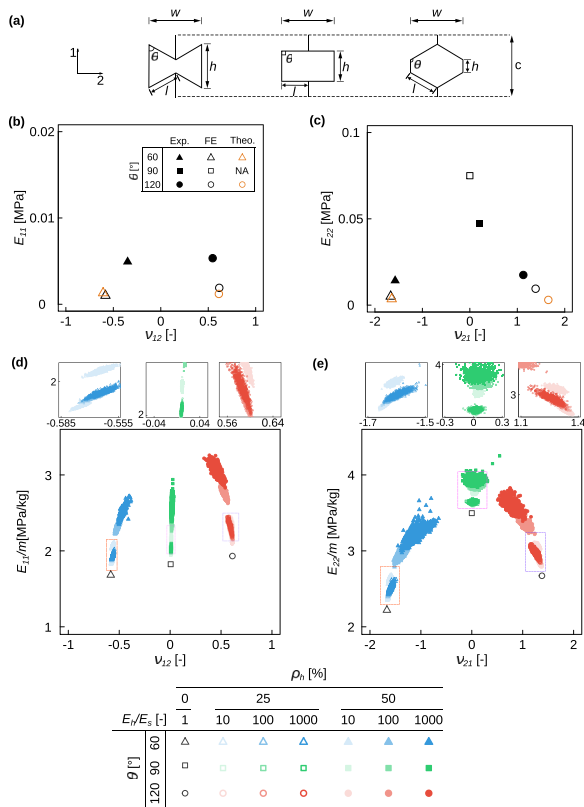 (a)
w
w
w
1
2
θ
l
h
θ
l
h
θ
l
h
c
(b)
0.02
0.01
0
E11 [MPa]
Exp. FE Theo.
θ [°]
60
90 NA
120
-1 -0.5 0 0.5 1
ν12 [-]
(c)
0.1
0.05
0
E22 [MPa]
-2 -1 0 1 2
ν21 [-]
(d)
2
-0.585 -0.555
2
-0.04 0.04
0.56 0.64
3
2
1
E11/m[MPa/kg]
-1 -0.5 0 0.5 1
ν12 [-]
(e)
2
-1.7 -1.5
4
-0.3 0.3
3
1.1 1.4
4
3
2
E22/m [MPa/kg]
-2 -1 0 1 2
ν21 [-]
ρh [%]
0 25 50
Eh/Es [-] 1 10 100 1000 10 100 1000
θ [°]
60
90
120